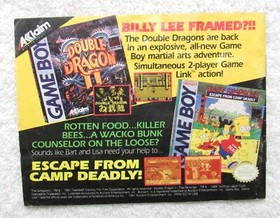 Acclaim
BILLY LEE FRAMED?!!
The Double Dragons are back
in an explosive, all-new Game
Boy martial arts adventure.
Simultaneous 2-player Game
Link action!
GAME BOY
DOUBLE DRAGON II
Acclaim
ROTTEN FOOD...KILLER
BEES...A WACKO BUNK
COUNSELOR ON THE LOOSE?
Sounds like Bart and Lisa need your help to...
ESCAPE FROM
CAMP DEADLY!
GAME BOY
ESCAPE FROM CAMP DEADLY